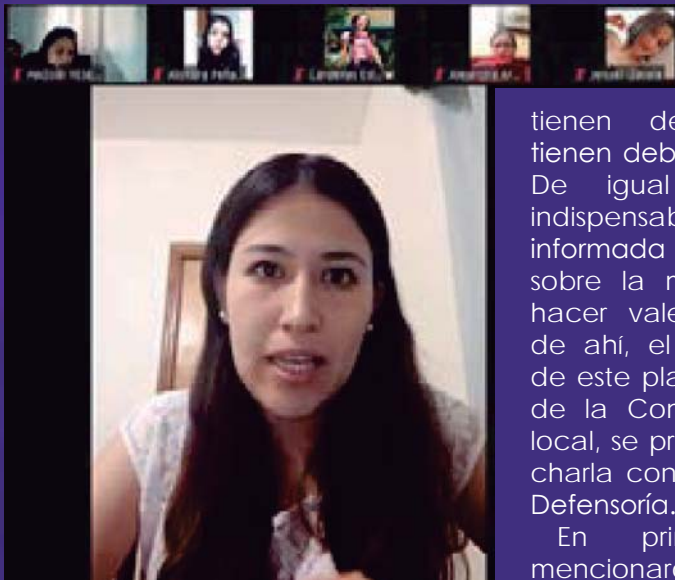 tienen de
tienen deb
De igual
indispensab
informada
sobre la n
hacer vale
de ahí, el
de este pla
de la Con
local, se pr
charla con
Defensoría.
En pri
mencionar